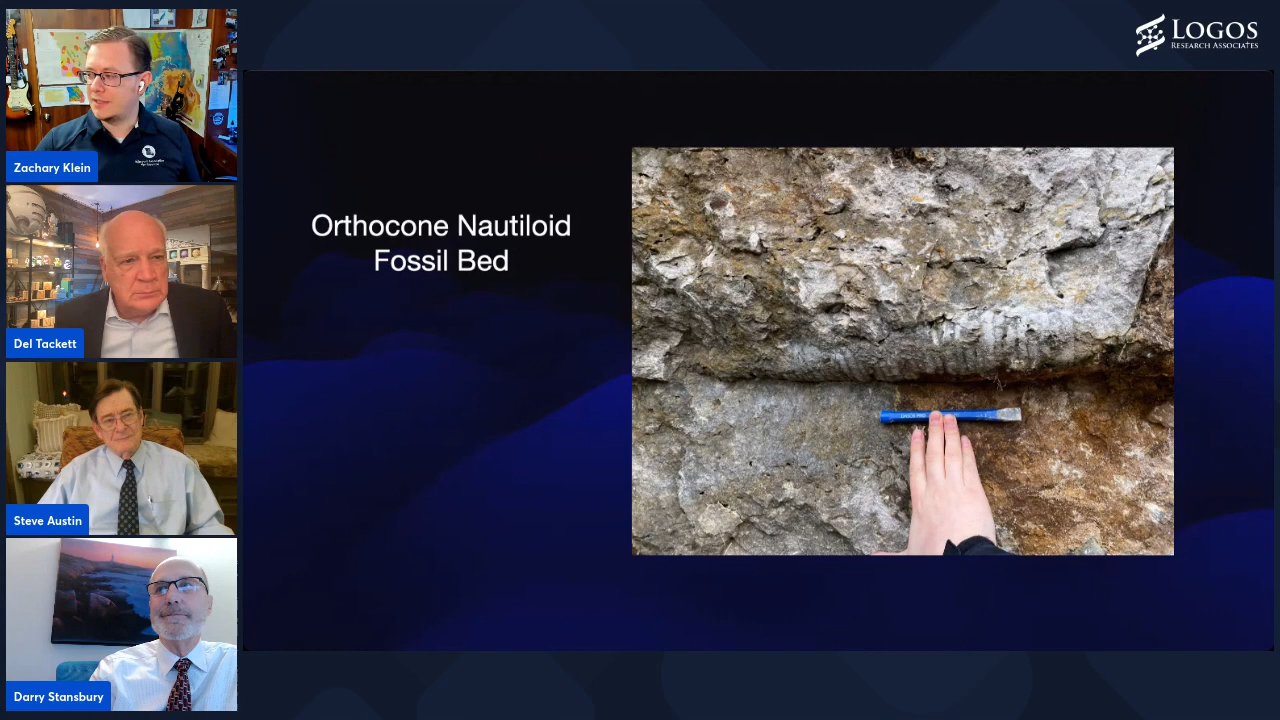 LOGOS
RESEARCH ASSOCIATES
Orthocone Nautiloid
Fossil Bed
Zachary Klein
Del Tackett
Steve Austin
Darry Stansbury